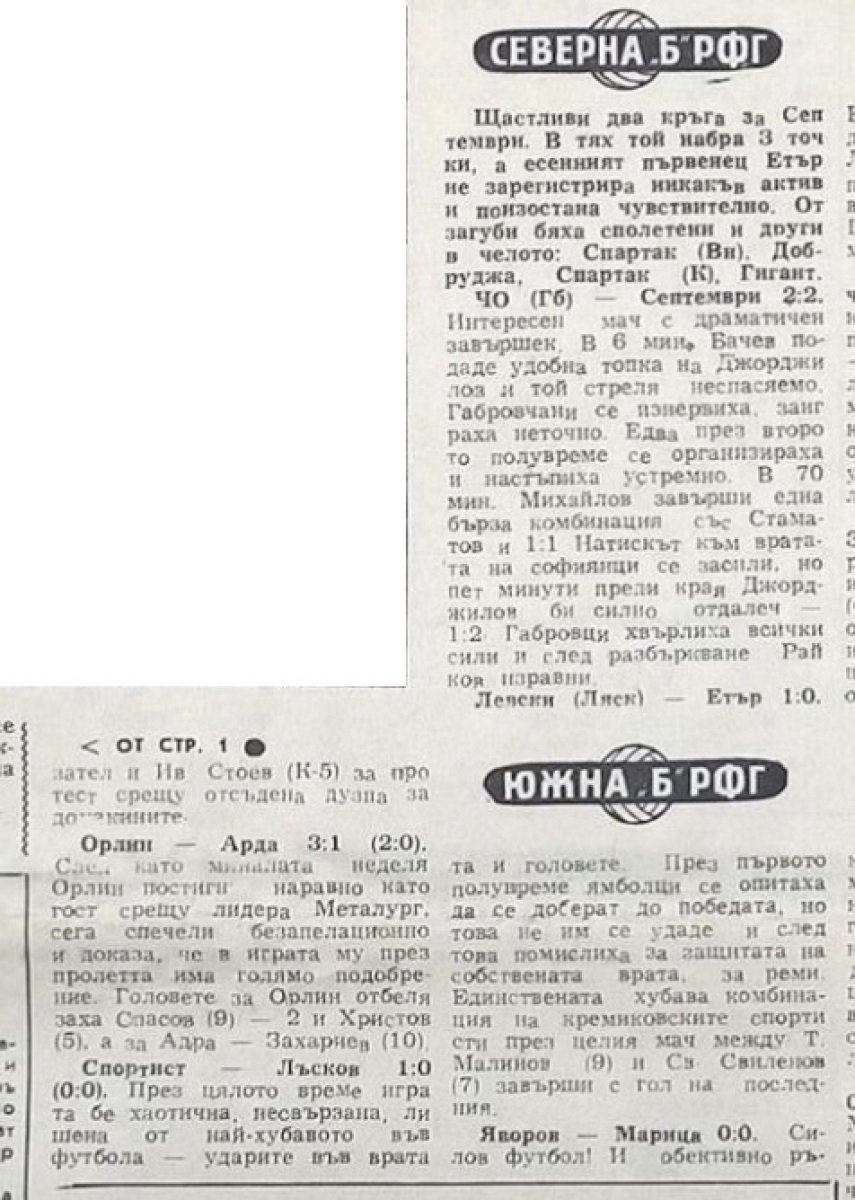 СЕВЕРНА „Б" РФГ
Щастливи два кръга за Сеп
тември. В тях той набра 3 точ
ки, а есенният първенец Етър
не зарегистрира никакъв актив
и поизостана чувствително. От
загуби бяха сполетени и други
в челото: Спартак (Вн), Доб-
руджа, Спартак (К), Гигант.
ЧО (Гб) — Септември 2:2.
Интересен мач с драматичен
завършек. В 6 мин. Бачев по-
даде удобна топка на Джорджи
лов и той стреля неспасяемо.
Габровчани се изнервиха, заиг
раха неточно. Едва през второ
то полувреме се организираха
и настъпиха устремно. В 70
мин. Михайлов завърши една
бърза комбинация със Стама-
тов и 1:1 Натискът към врата-
та на софиянци се засили, но
пет минути преди края Джорд-
жилов би силно отдалеч —
1:2 Габровци хвърлиха всички
сили и след разбъркване Рай
ков изравни.
Левски (Ляск) — Етър 1:0.
< ОТ СТР. 1 ●
зател и Ив Стоев (К-5) за про
тест срещу отсъдена дузпа за
домакините.
Орлин — Арда 3:1 (2:0).
След като миналата неделя
Орлин постигн наравно като
гост срещу лидера Металург,
сега спечели безапелационно
и доказа, че в играта му през
пролетта има голямо подобре-
ние. Головете за Орлин отбеля
заха Спасов (9) — 2 и Христов
(5), а за Адра — Захариев (10).
Спортист — Лъсков 1:0
(0:0). През цялото време игра
та бе хаотична, несвързана, ли
шена от най-хубавото във
футбола — ударите във врата
ЮЖНА „Б" РФГ
та и головете. През първото
полувреме ямболци се опитаха
да се доберат до победата, но
това не им се удаде и след
това помислиха за защитата на
собствената врата, за реми.
Единствената хубава комбина-
ция на кремиковските спорти
сти през целия мач между Т.
Малинов (9) и Св Свиленов
(7) завърши с гол на послед-
ния.
Яворов — Марица 0:0. Си-
лов футбол! И обективно ръ-